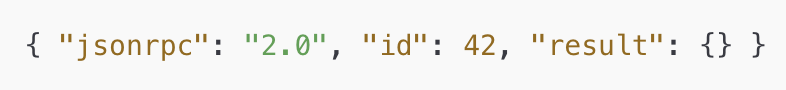 { "jsonrpc": "2.0", "id": 42, "result": {} }